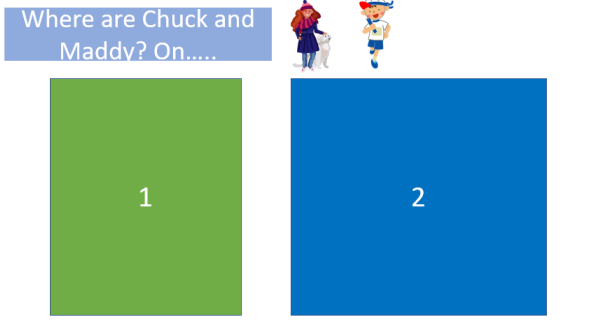 Where are Chuck and
Maddy? On.....
1
2